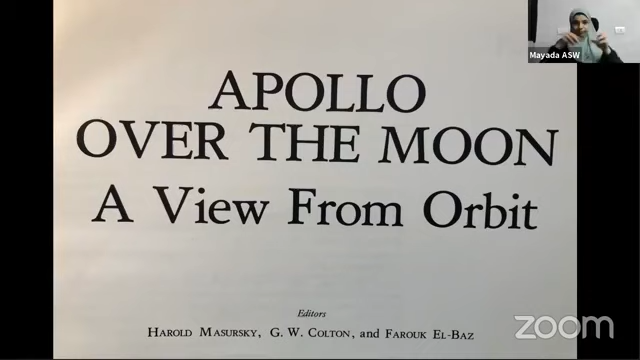 APOLLO
OVER THE MOON
A View From Orbit
Editors
HAROLD MASURSKY, G. W. COLTON, and FAROUK EL-BAZ
Mayada ASW
zoom